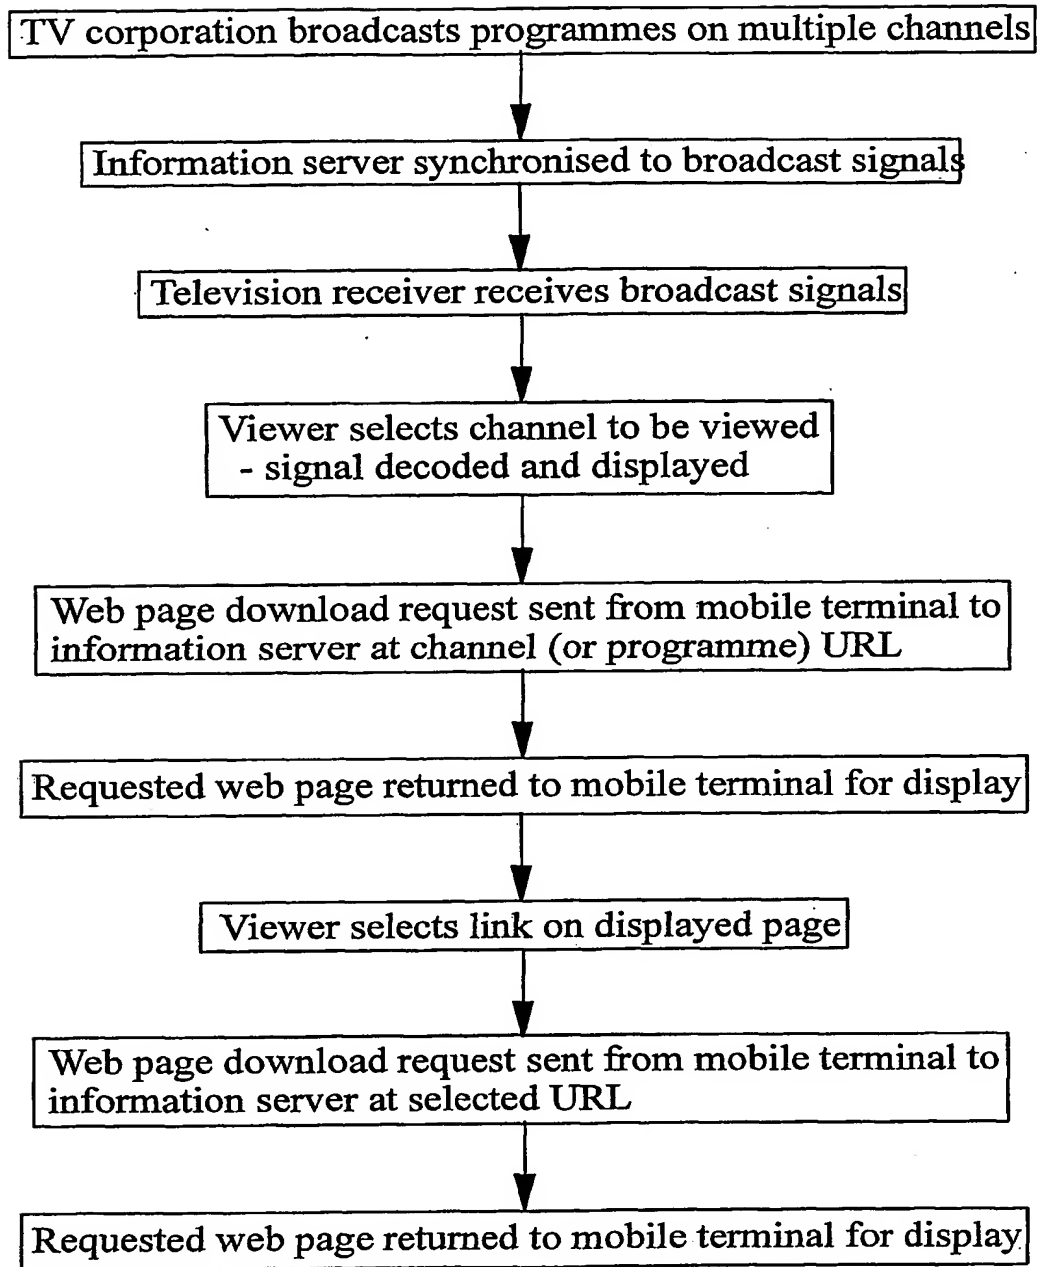 TV corporation broadcasts programmes on multiple channels
Information server synchronised to broadcast signals
Television receiver receives broadcast signals
Viewer selects channel to be viewed
- signal decoded and displayed
Web page download request sent from mobile terminal to
information server at channel (or programme) URL
Requested web page returned to mobile terminal for display
Viewer selects link on displayed page
Web page download request sent from mobile terminal to
information server at selected URL
Requested web page returned to mobile terminal for display